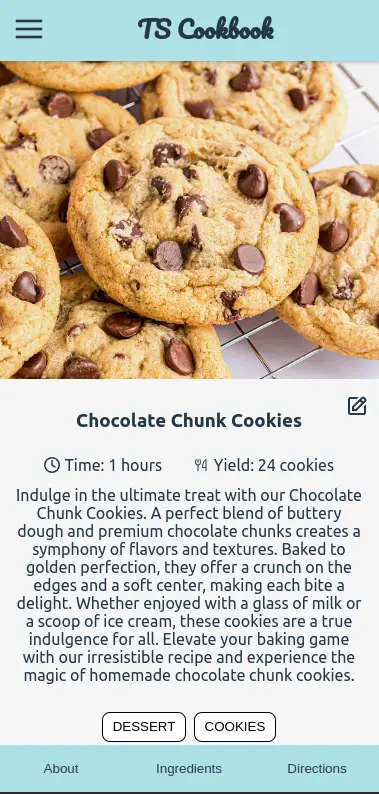 TS Cookbook
Chocolate Chunk Cookies
Time: 1 hours Yield: 24 cookies
Indulge in the ultimate treat with our Chocolate
Chunk Cookies. A perfect blend of buttery
dough and premium chocolate chunks creates a
symphony of flavors and textures. Baked to
golden perfection, they offer a crunch on the
edges and a soft center, making each bite a
delight. Whether enjoyed with a glass of milk or
a scoop of ice cream, these cookies are a true
indulgence for all. Elevate your baking game
with our irresistible recipe and experience the
magic of homemade chocolate chunk cookies.
DESSERT COOKIES
About Ingredients Directions